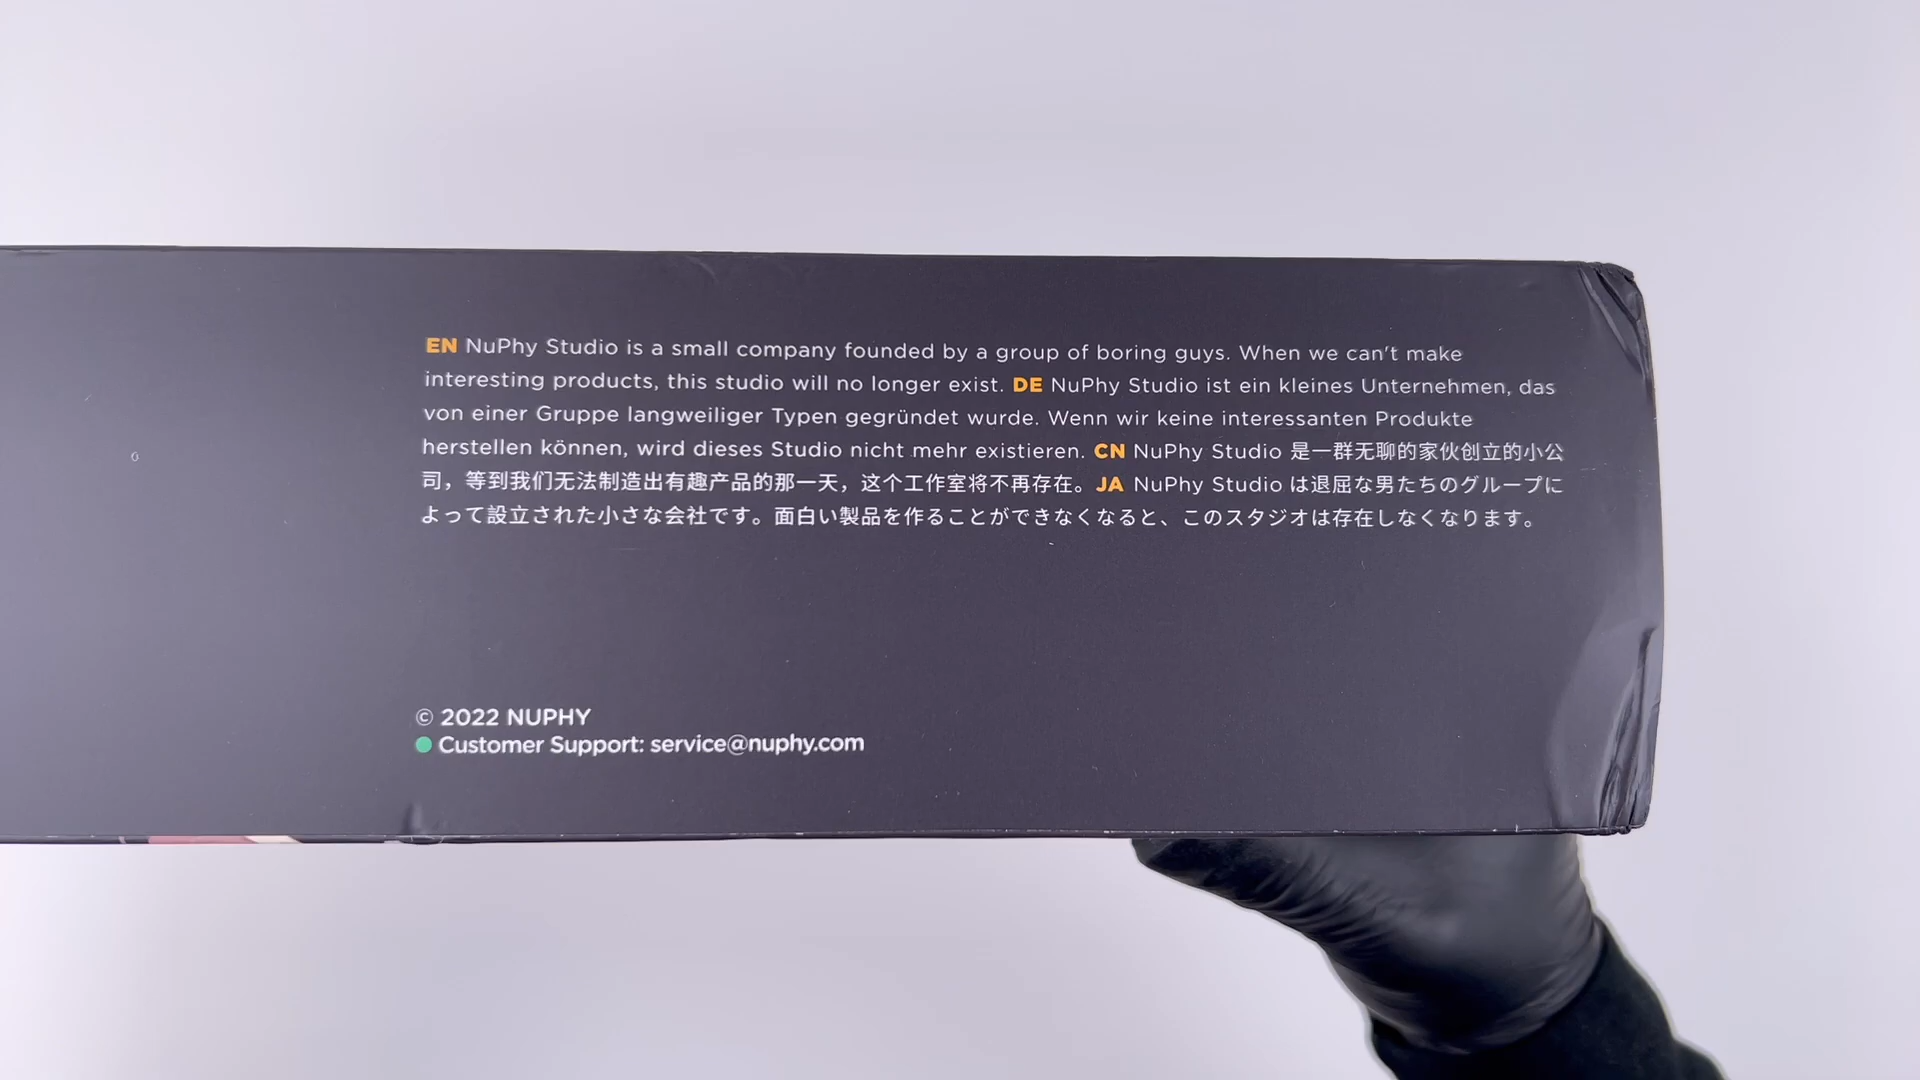 EN NuPhy Studio is a small company founded by a group of boring guys. When we can't make
interesting products, this studio will no longer exist. DE NuPhy Studio ist ein kleines Unternehmen, das
von einer Gruppe langweiliger Typen gegründet wurde. Wenn wir keine interessanten Produkte
herstellen können, wird dieses Studio nicht mehr existieren. CN NuPhy Studio 是一群无聊的家伙创立的小公
司，等到我们无法制造出有趣产品的那一天，这个工作室将不再存在。JA NuPhy Studio は退屈な男たちのグループに
よって設立された小さな会社です。面白い製品を作ることができなくなると、このスタジオは存在しなくなります。
© 2022 NUPHY
Customer Support: service@nuphy.com